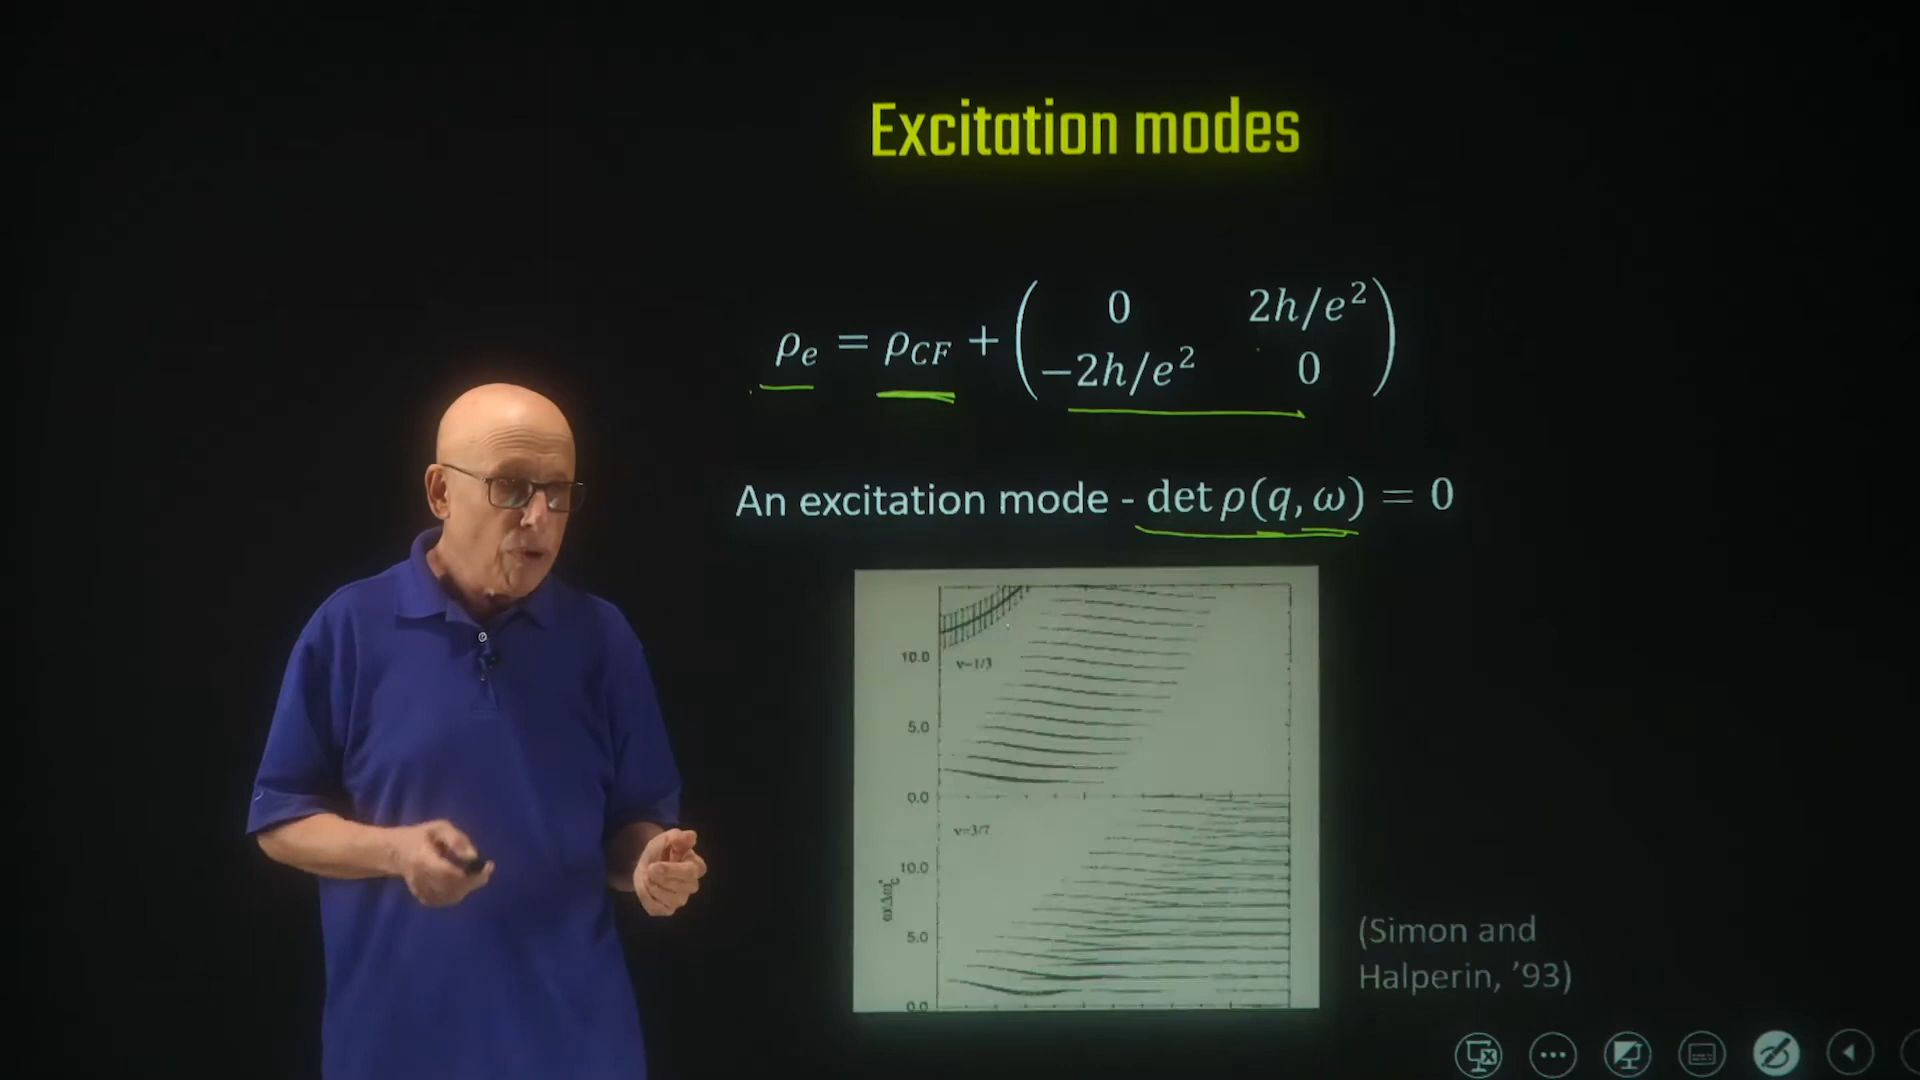 Excitation modes
ρₑ = ρ_CF + ( 0 2h/e²
−2h/e² 0 )
An excitation mode - det ρ(q, ω) = 0
10.0
ν=1/3
5.0
0.0
ν=3/7
10.0
5.0
0.0
(Simon and
Halperin, ’93)